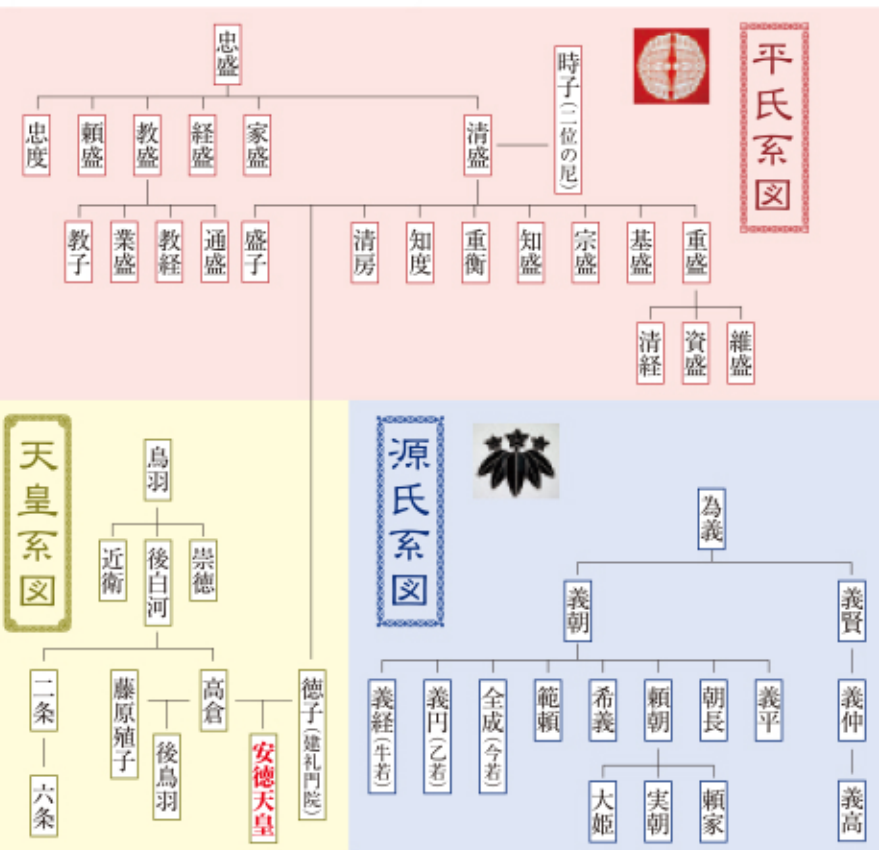 平氏系図
時子(二位の尼)
忠盛
清盛
家盛
経盛
教盛
頼盛
忠度
重盛
基盛
宗盛
知盛
重衡
知度
清房
盛子
通盛
教経
業盛
教子
維盛
資盛
清経
源氏系図
為義
義賢
義朝
義仲
義平
朝長
頼朝
希義
範頼
全成(今若)
義円(乙若)
義経(牛若)
義高
頼家
実朝
大姫
天皇系図
鳥羽
崇徳
後白河
近衛
徳子(建礼門院)
高倉
藤原殖子
二条
安徳天皇
後鳥羽
六条